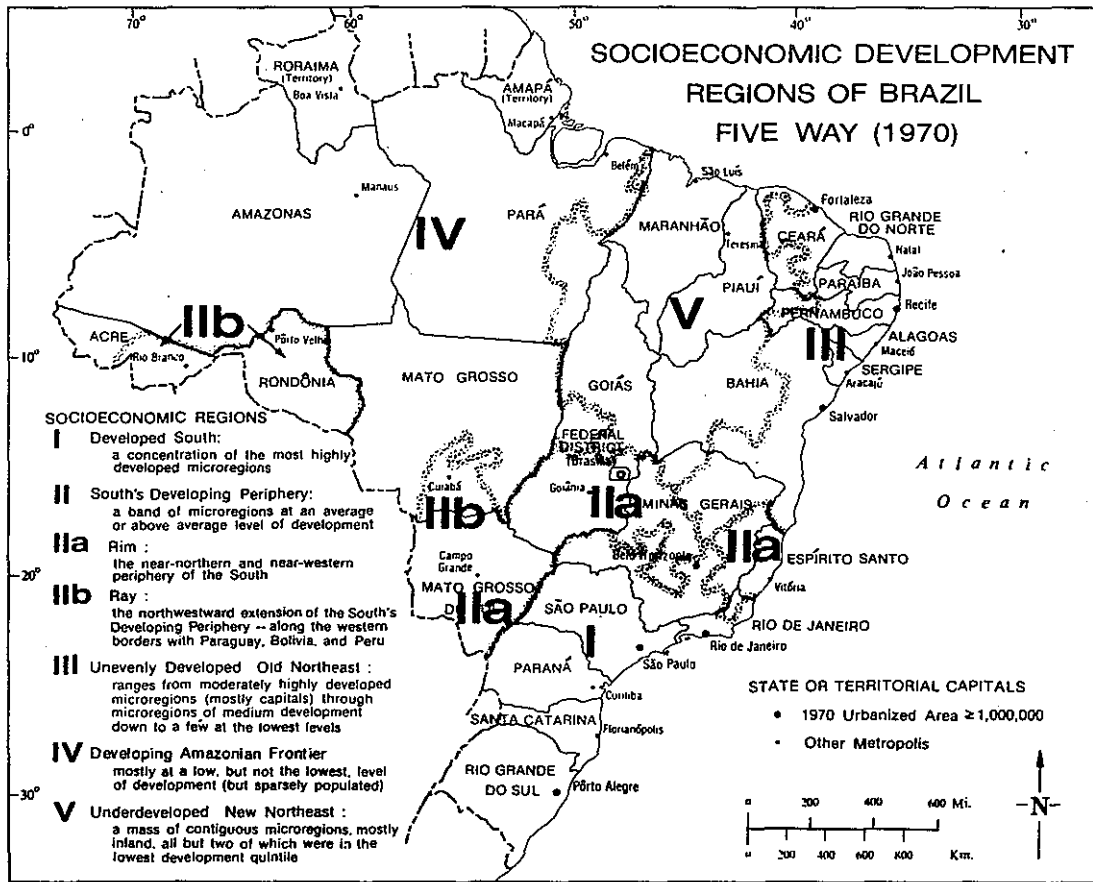 70°
60°
50°
40°
30°
SOCIOECONOMIC DEVELOPMENT
REGIONS OF BRAZIL
FIVE WAY (1970)
RORAIMA
(Territory)
Boa Vista
AMAPÁ
(Territory)
Macapá
0°
Belém
São Luís
Manaus
AMAZONAS
PARÁ
IV
MARANHÃO
Teresina
Fortaleza
CEARÁ
RIO GRANDE
DO NORTE
Natal
João Pessoa
PARAÍBA
PIAUÍ
V
Recife
PERNAMBUCO
ALAGOAS
Maceió
III
SERGIPE
Aracajú
IIb
ACRE
Rio Branco
Pôrto Velho
10°
RONDÔNIA
MATO GROSSO
GOIÁS
BAHIA
Salvador
FEDERAL
DISTRICT
(Brasília)
Goiânia
IIa
MINAS GERAIS
Cuiabá
IIb
Belo Horizonte
IIa
ESPÍRITO SANTO
Vitória
Campo
Grande
MATO GROSSO
IIa
SÃO PAULO
I
RIO DE JANEIRO
Rio de Janeiro
São Paulo
PARANÁ
Curitiba
SANTA CATARINA
Florianópolis
RIO GRANDE
DO SUL
Pôrto Alegre
Atlantic
Ocean
20°
30°
SOCIOECONOMIC REGIONS
I Developed South:
a concentration of the most highly
developed microregions
II South's Developing Periphery:
a band of microregions at an average
or above average level of development
IIa Rim :
the near-northern and near-western
periphery of the South
IIb Ray :
the northwestward extension of the South's
Developing Periphery -- along the western
borders with Paraguay, Bolivia, and Peru
III Unevenly Developed Old Northeast :
ranges from moderately highly developed
microregions (mostly capitals) through
microregions of medium development
down to a few at the lowest levels
IV Developing Amazonian Frontier
mostly at a low, but not the lowest, level
of development (but sparsely populated)
V Underdeveloped New Northeast :
a mass of contiguous microregions, mostly
inland, all but two of which were in the
lowest development quintile
STATE OR TERRITORIAL CAPITALS
• 1970 Urbanized Area ≥ 1,000,000
• Other Metropolis
0 200 400 600 Mi.
0 200 400 600 800 Km.
N